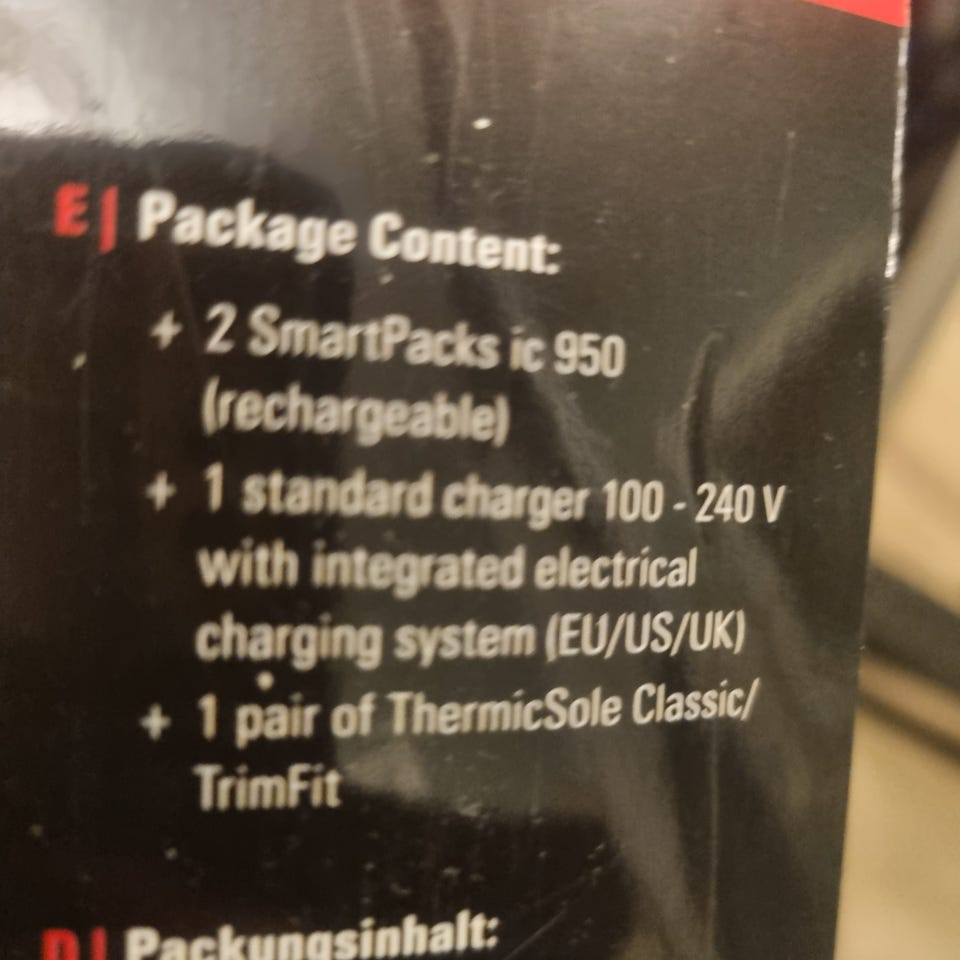 E | Package Content:
+ 2 SmartPacks ic 950
(rechargeable)
+ 1 standard charger 100 - 240 V
with integrated electrical
charging system (EU/US/UK)
+ 1 pair of ThermicSole Classic/
TrimFit
D | Packungsinhalt: